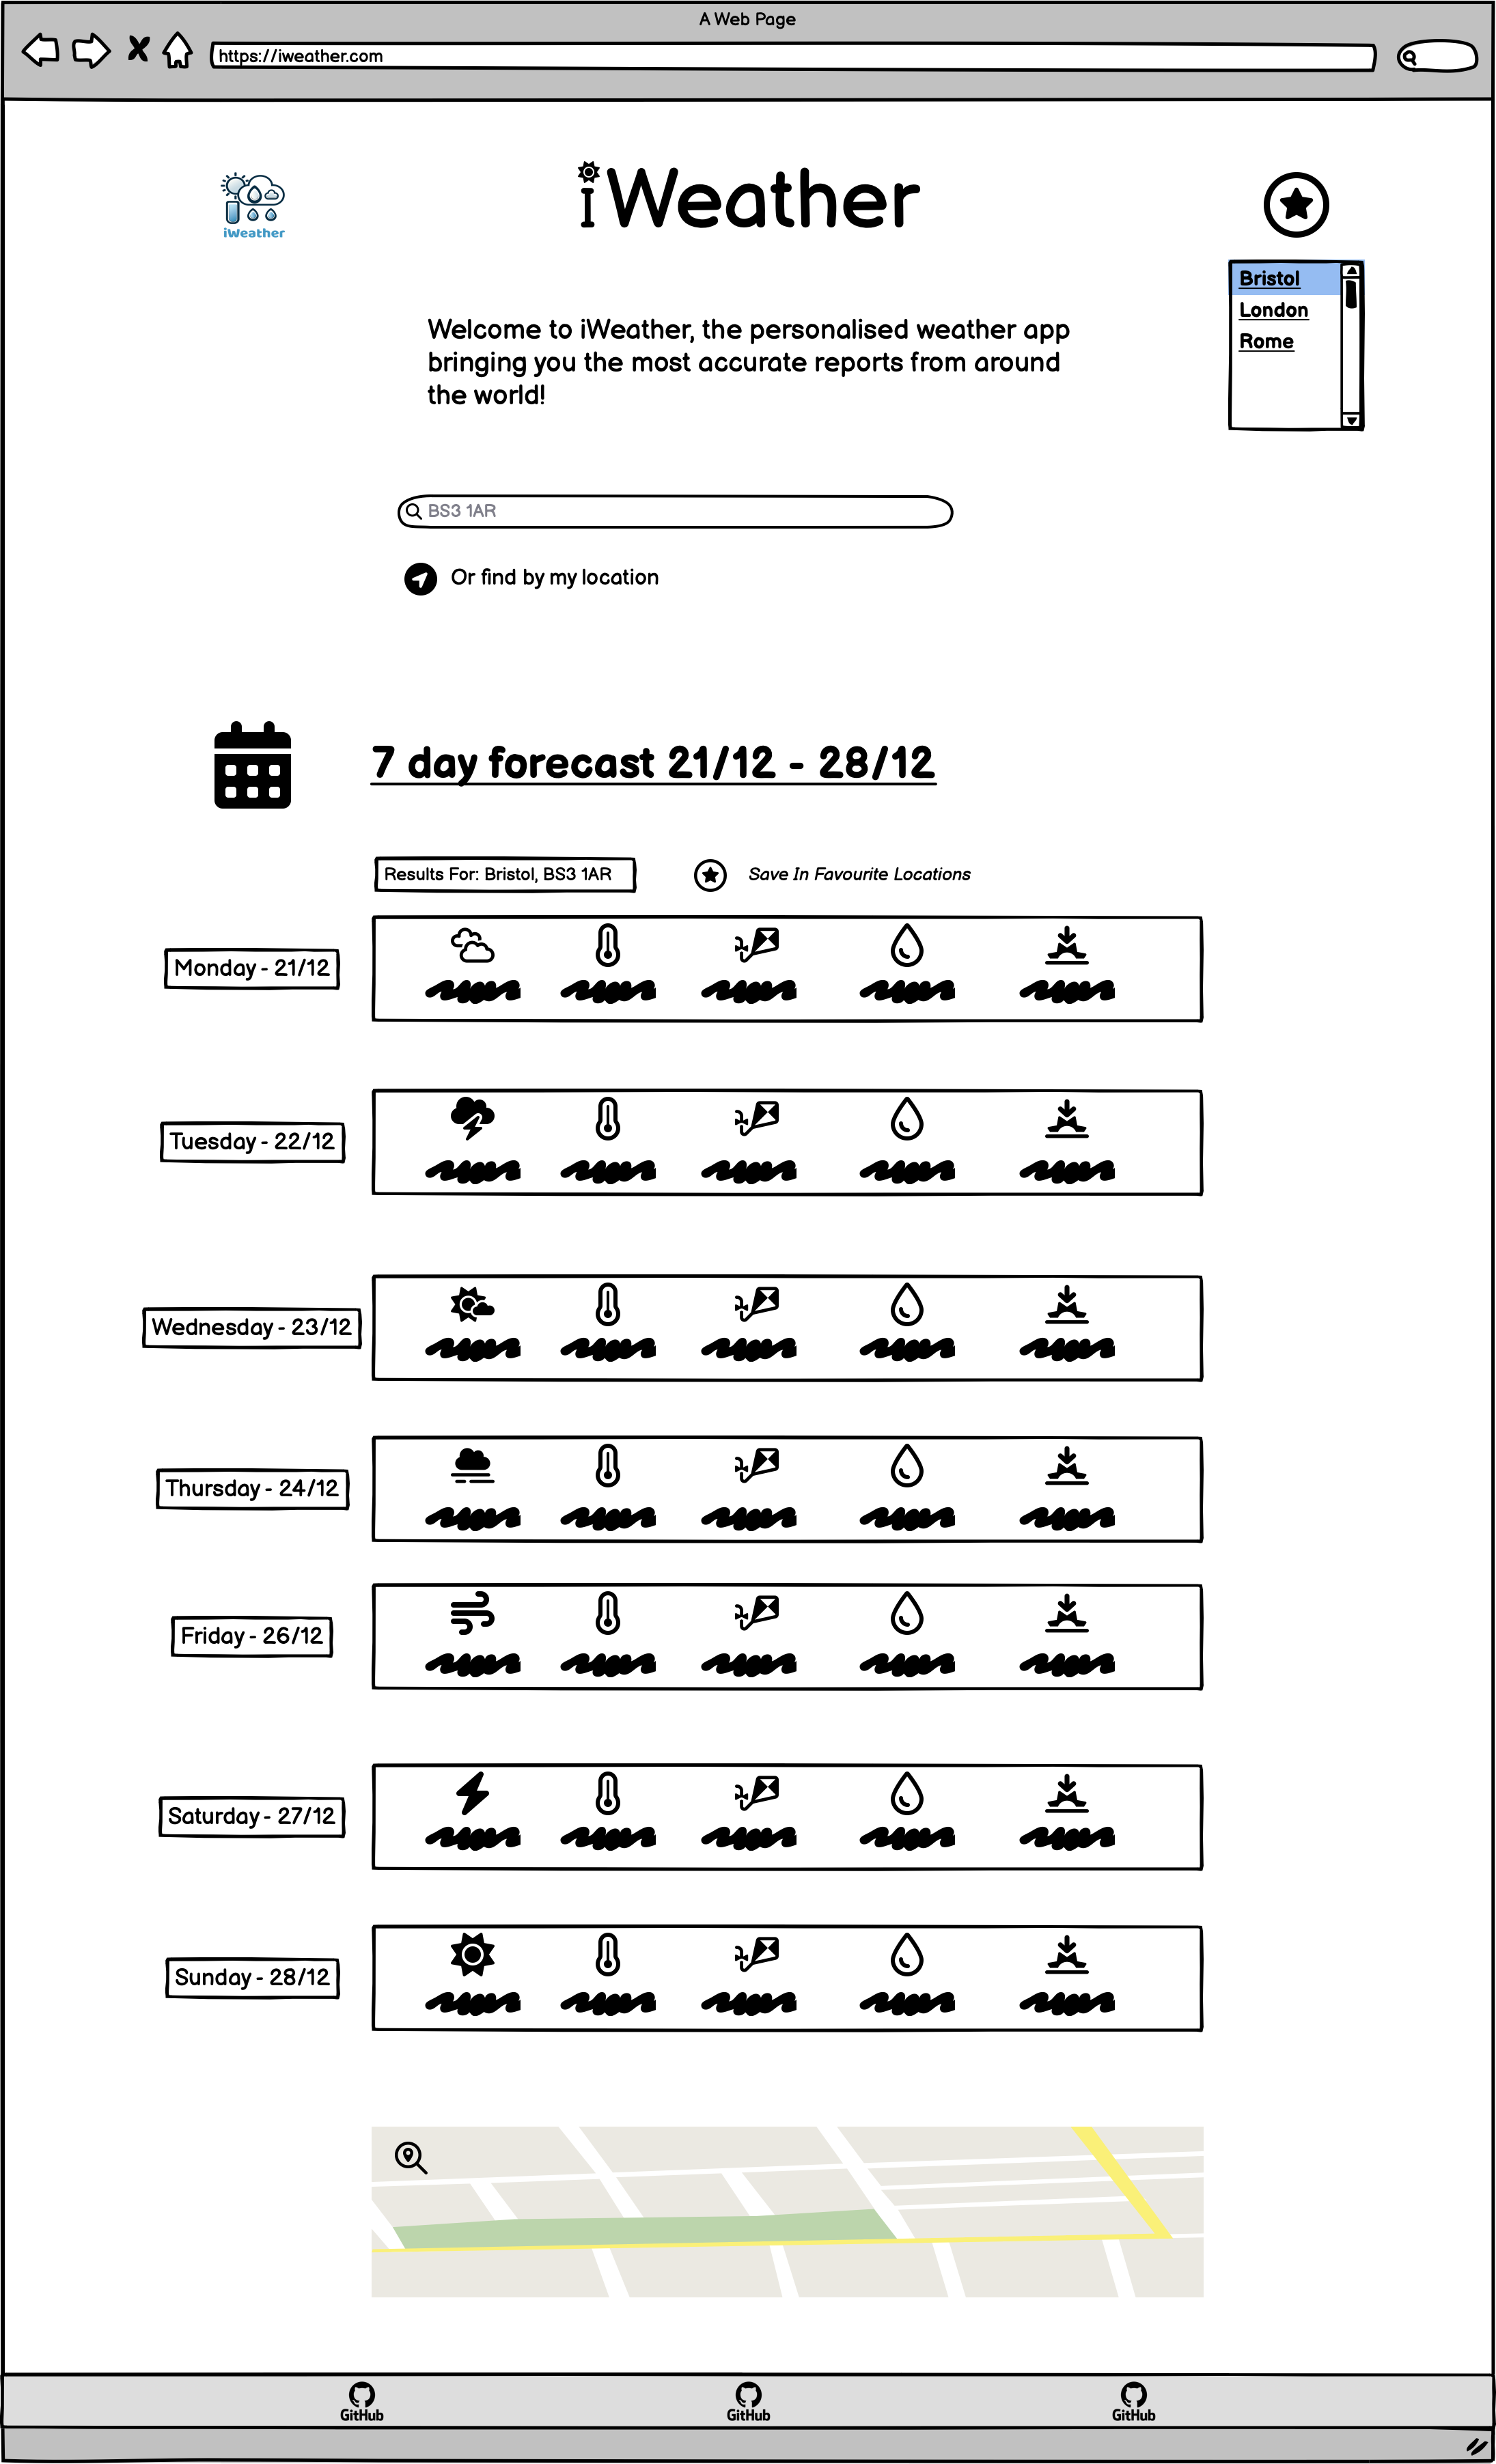 A Web Page
https://iweather.com
iWeather
iWeather
Bristol
London
Rome
Welcome to iWeather, the personalised weather app
bringing you the most accurate reports from around
the world!
BS3 1AR
Or find by my location
7 day forecast 21/12 - 28/12
Results For: Bristol, BS3 1AR
Save In Favourite Locations
Monday - 21/12
Tuesday - 22/12
Wednesday - 23/12
Thursday - 24/12
Friday - 26/12
Saturday - 27/12
Sunday - 28/12
GitHub GitHub GitHub